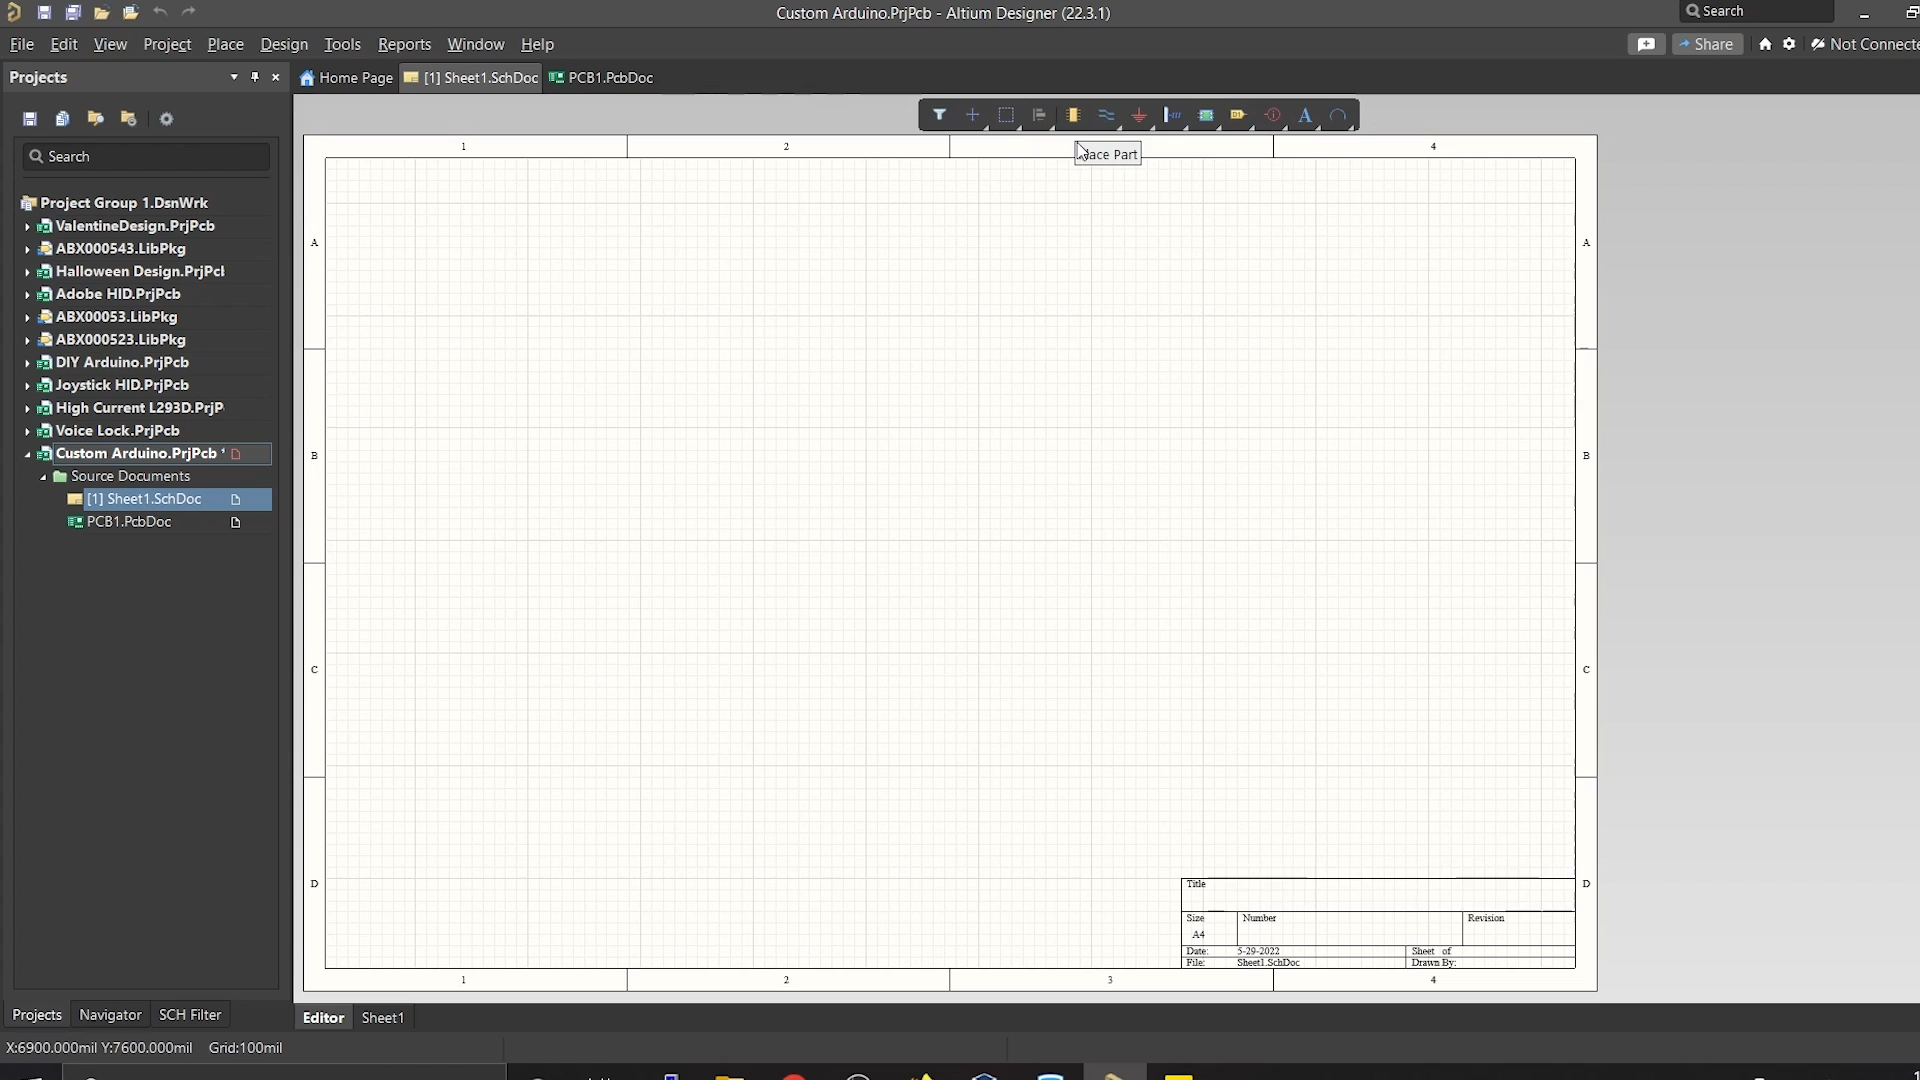 Custom Arduino.PrjPcb - Altium Designer (22.3.1)
Search
File Edit View Project Place Design Tools Reports Window Help
Share
Not Connecte
Projects
Home Page
[1] Sheet1.SchDoc
PCB1.PcbDoc
Search
ace Part
1 2 4
Project Group 1.DsnWrk
ValentineDesign.PrjPcb
ABX000543.LibPkg
Halloween Design.PrjPcl
Adobe HID.PrjPcb
ABX00053.LibPkg
ABX000523.LibPkg
DIY Arduino.PrjPcb
Joystick HID.PrjPcb
High Current L293D.PrjP
Voice Lock.PrjPcb
Custom Arduino.PrjPcb *
Source Documents
[1] Sheet1.SchDoc
PCB1.PcbDoc
A A
B B
C C
D D
Title
Size Number Revision
A4
Date: 5-29-2022 Sheet of
File: Sheet1.SchDoc Drawn By:
1 2 3 4
Projects Navigator SCH Filter
Editor Sheet1
X:6900.000mil Y:7600.000mil Grid:100mil